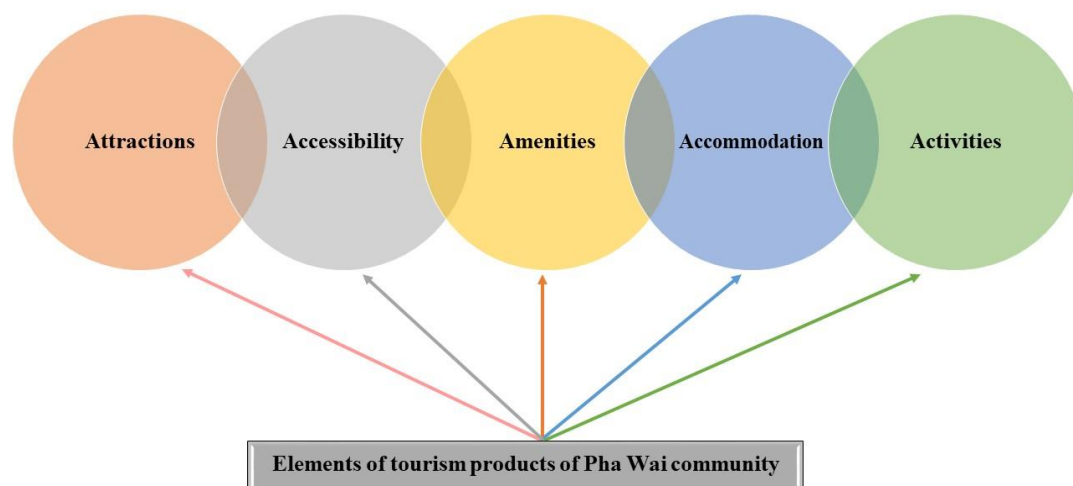 Attractions
Accessibility
Amenities
Accommodation
Activities
Elements of tourism products of Pha Wai community